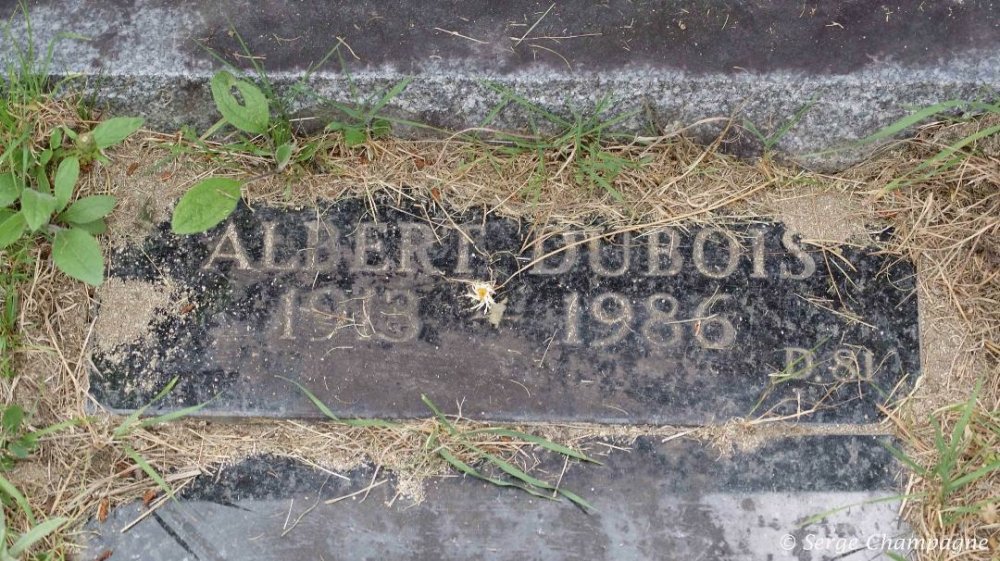 ALBERT DUBOIS
1913 1986
© Serge Champagne